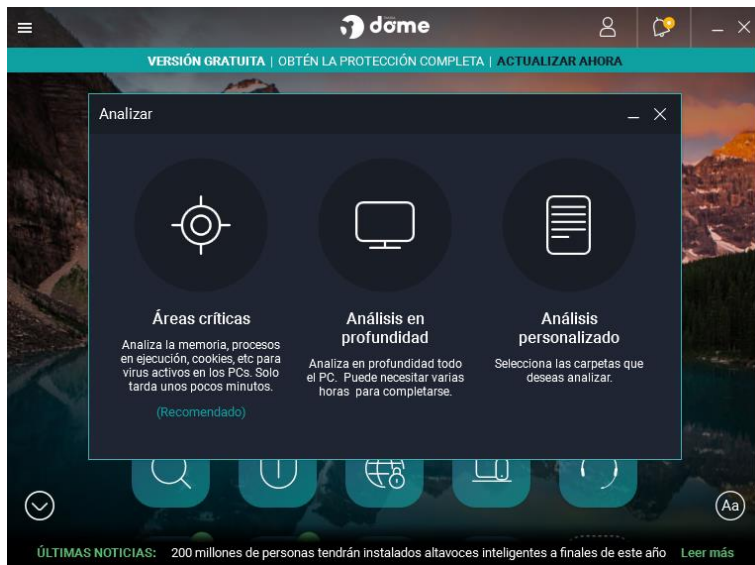 dome
VERSIÓN GRATUITA | OBTÉN LA PROTECCIÓN COMPLETA | ACTUALIZAR AHORA
Analizar
Áreas críticas
Analiza la memoria, procesos
en ejecución, cookies, etc para
virus activos en los PCs. Solo
tarda unos pocos minutos.
(Recomendado)
Análisis en
profundidad
Analiza en profundidad todo
el PC. Puede necesitar varias
horas para completarse.
Análisis
personalizado
Selecciona las carpetas que
deseas analizar.
Aa
ÚLTIMAS NOTICIAS: 200 millones de personas tendrán instalados altavoces inteligentes a finales de este año Leer más